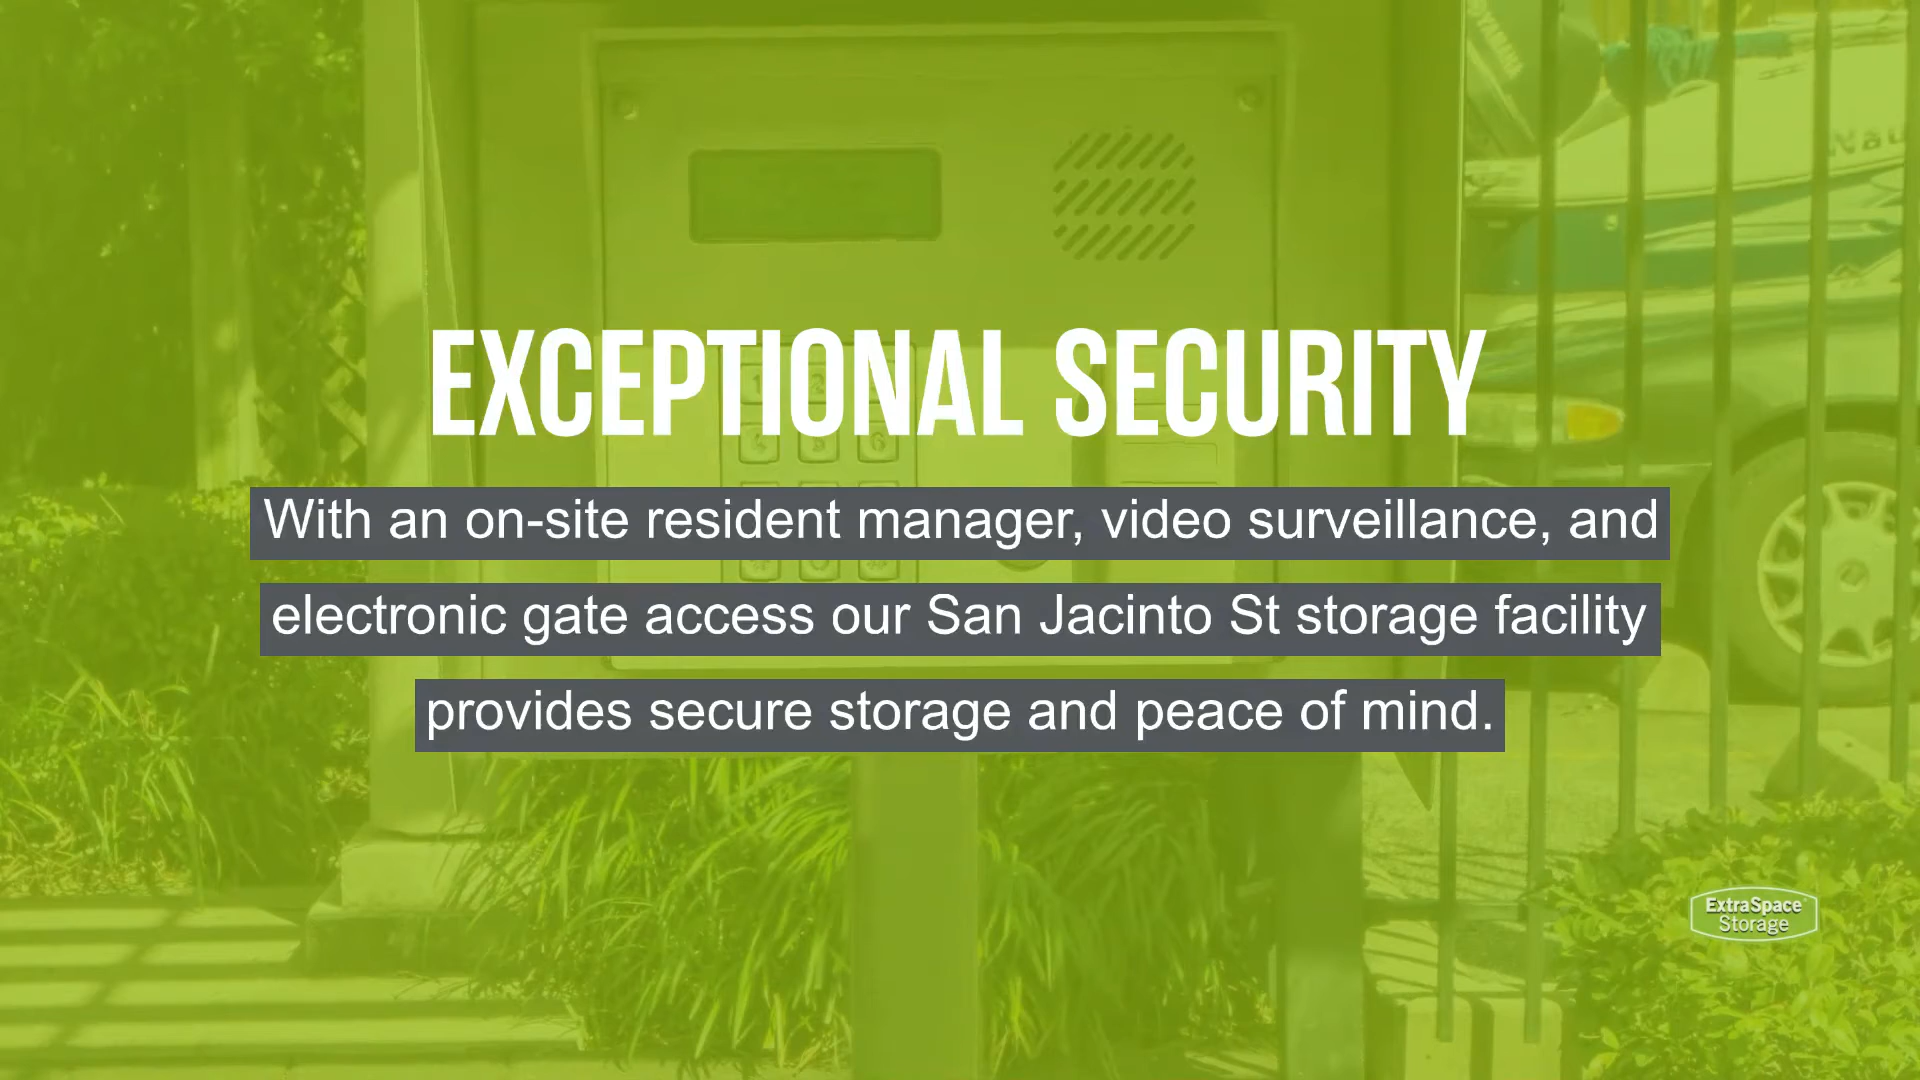 YAMAHA
EXCEPTIONAL SECURITY
With an on-site resident manager, video surveillance, and
electronic gate access our San Jacinto St storage facility
provides secure storage and peace of mind.
ExtraSpace
Storage